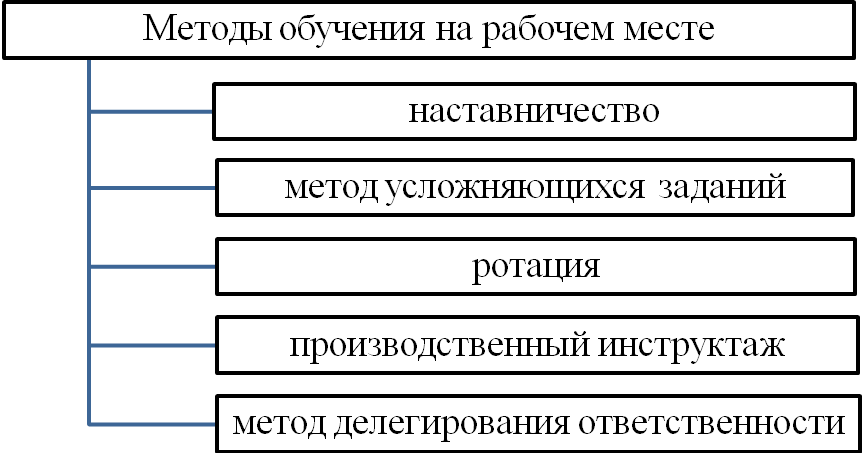 Методы обучения на рабочем месте
наставничество
метод усложняющихся заданий
ротация
производственный инструктаж
метод делегирования ответственности